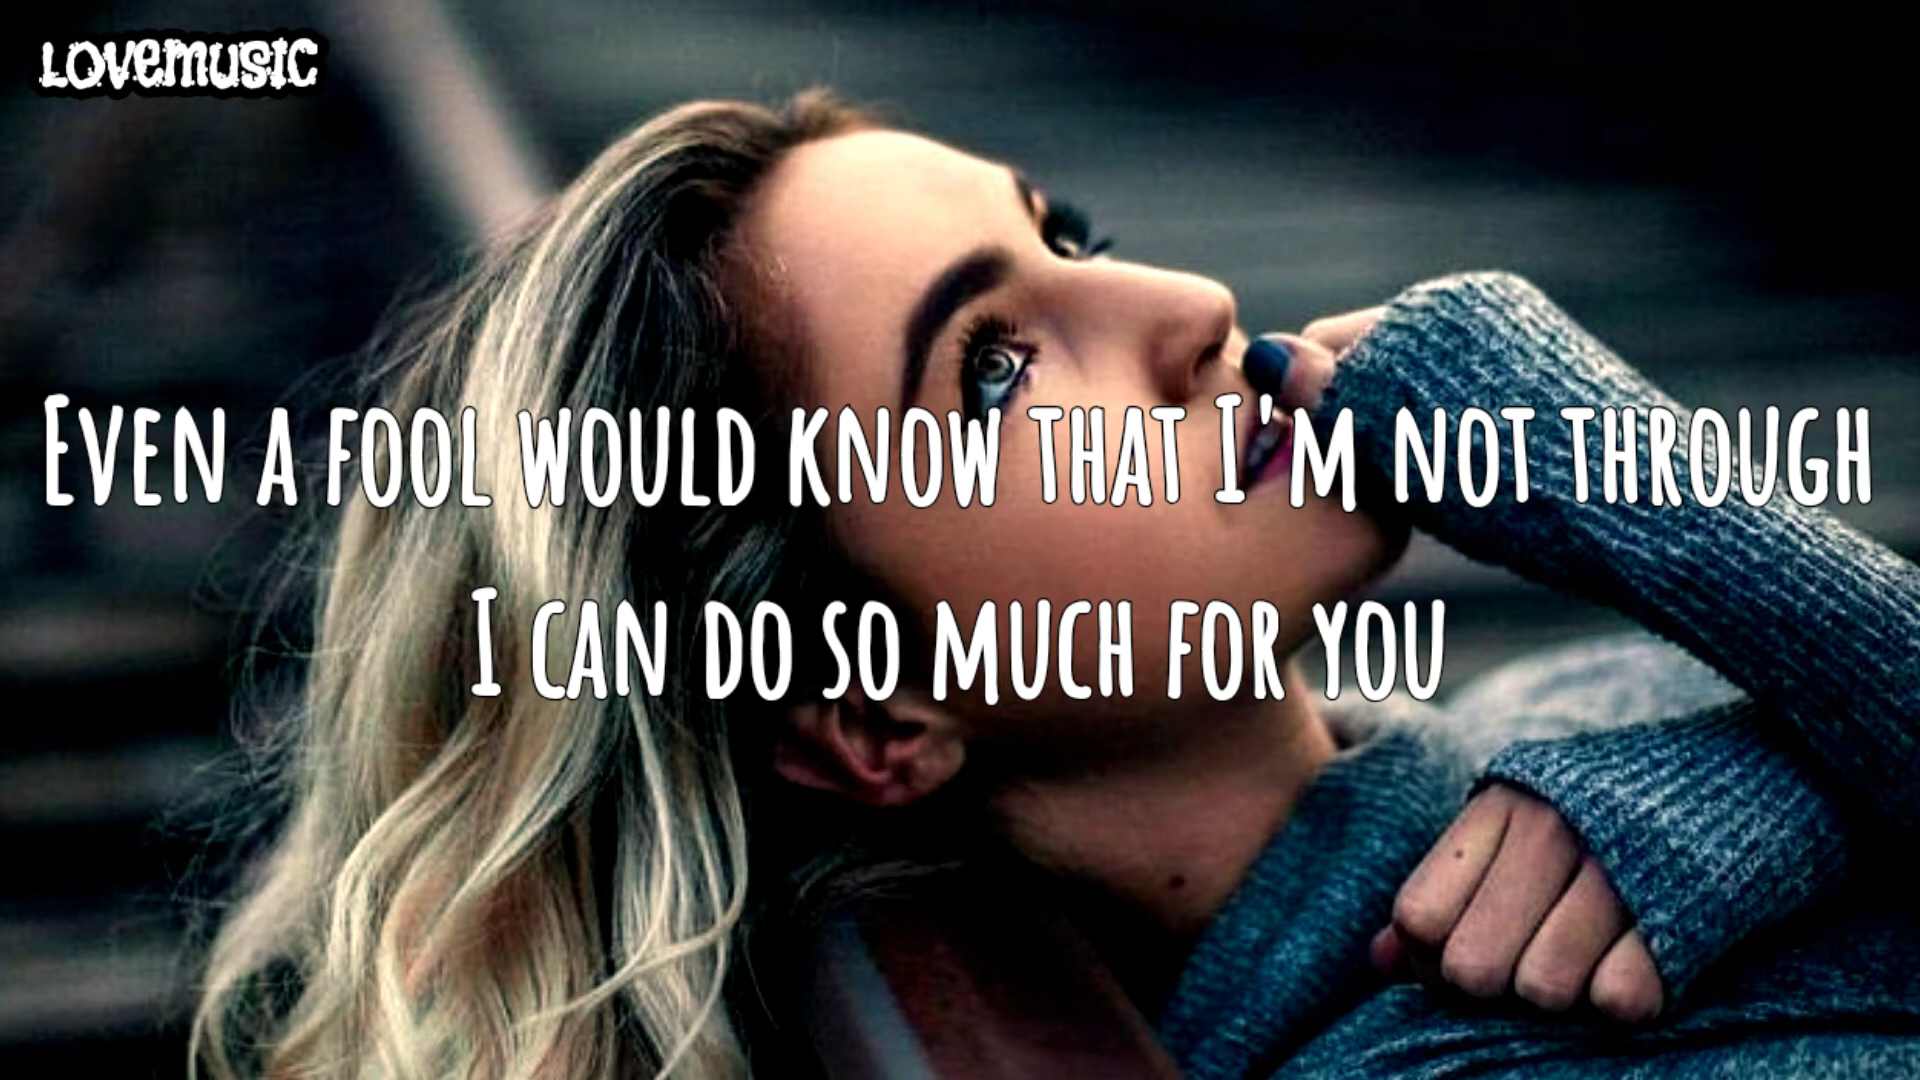 LOVEMUSIC
EVEN A FOOL WOULD KNOW THAT I'M NOT THROUGH
I CAN DO SO MUCH FOR YOU